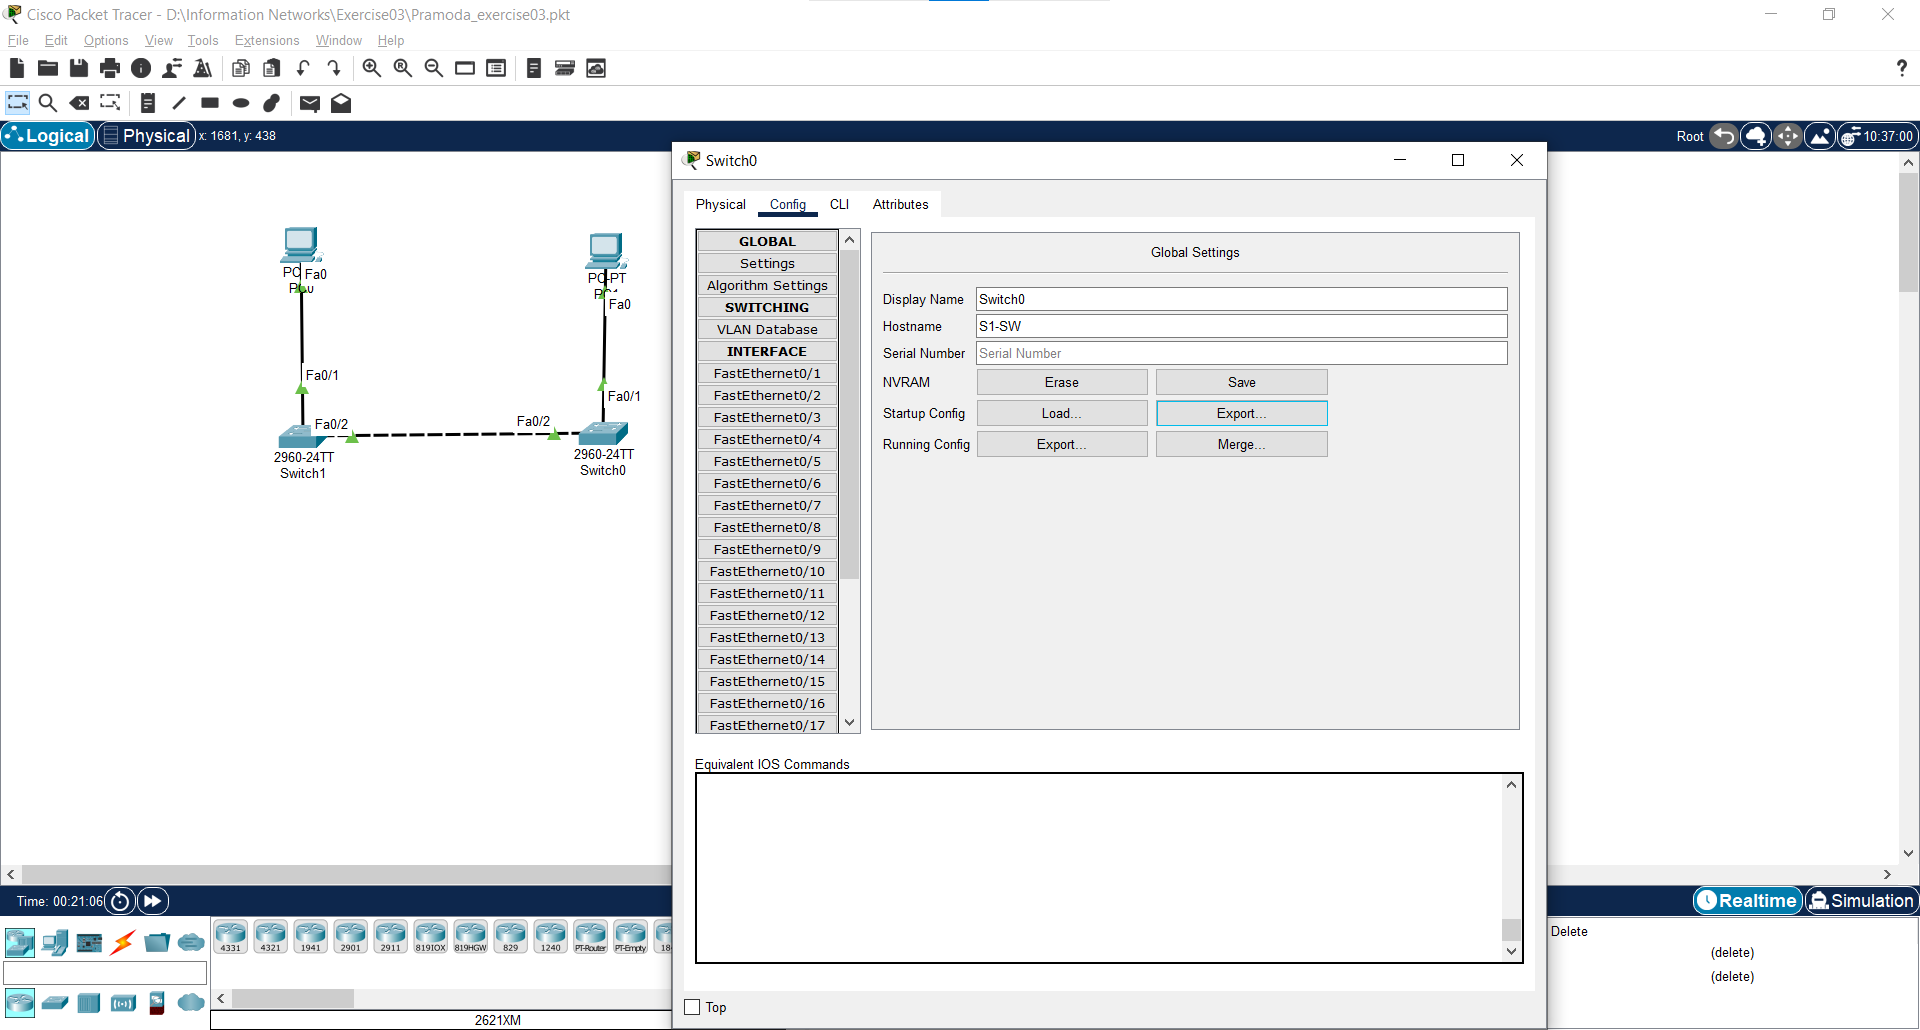 Cisco Packet Tracer - D:\Information Networks\Exercise03\Pramoda_exercise03.pkt
File Edit Options View Tools Extensions Window Help
Logical Physical x: 1681, y: 438
Root 10:37:00
PC-PT
Fa0
Fa0
Fa0/1
Fa0/1
Fa0/2
Fa0/2
2960-24TT
Switch1
2960-24TT
Switch0
Switch0
Physical Config CLI Attributes
GLOBAL
Settings
Algorithm Settings
SWITCHING
VLAN Database
INTERFACE
FastEthernet0/1
FastEthernet0/2
FastEthernet0/3
FastEthernet0/4
FastEthernet0/5
FastEthernet0/6
FastEthernet0/7
FastEthernet0/8
FastEthernet0/9
FastEthernet0/10
FastEthernet0/11
FastEthernet0/12
FastEthernet0/13
FastEthernet0/14
FastEthernet0/15
FastEthernet0/16
FastEthernet0/17
Global Settings
Display Name Switch0
Hostname S1-SW
Serial Number Serial Number
NVRAM Erase Save
Startup Config Load... Export...
Running Config Export... Merge...
Equivalent IOS Commands
Top
Time: 00:21:06
Realtime Simulation
4331 4321 1941 2901 2911 819IOX 819HGW 829 1240 PT-Router PT-Empty
2621XM
Delete
(delete)
(delete)